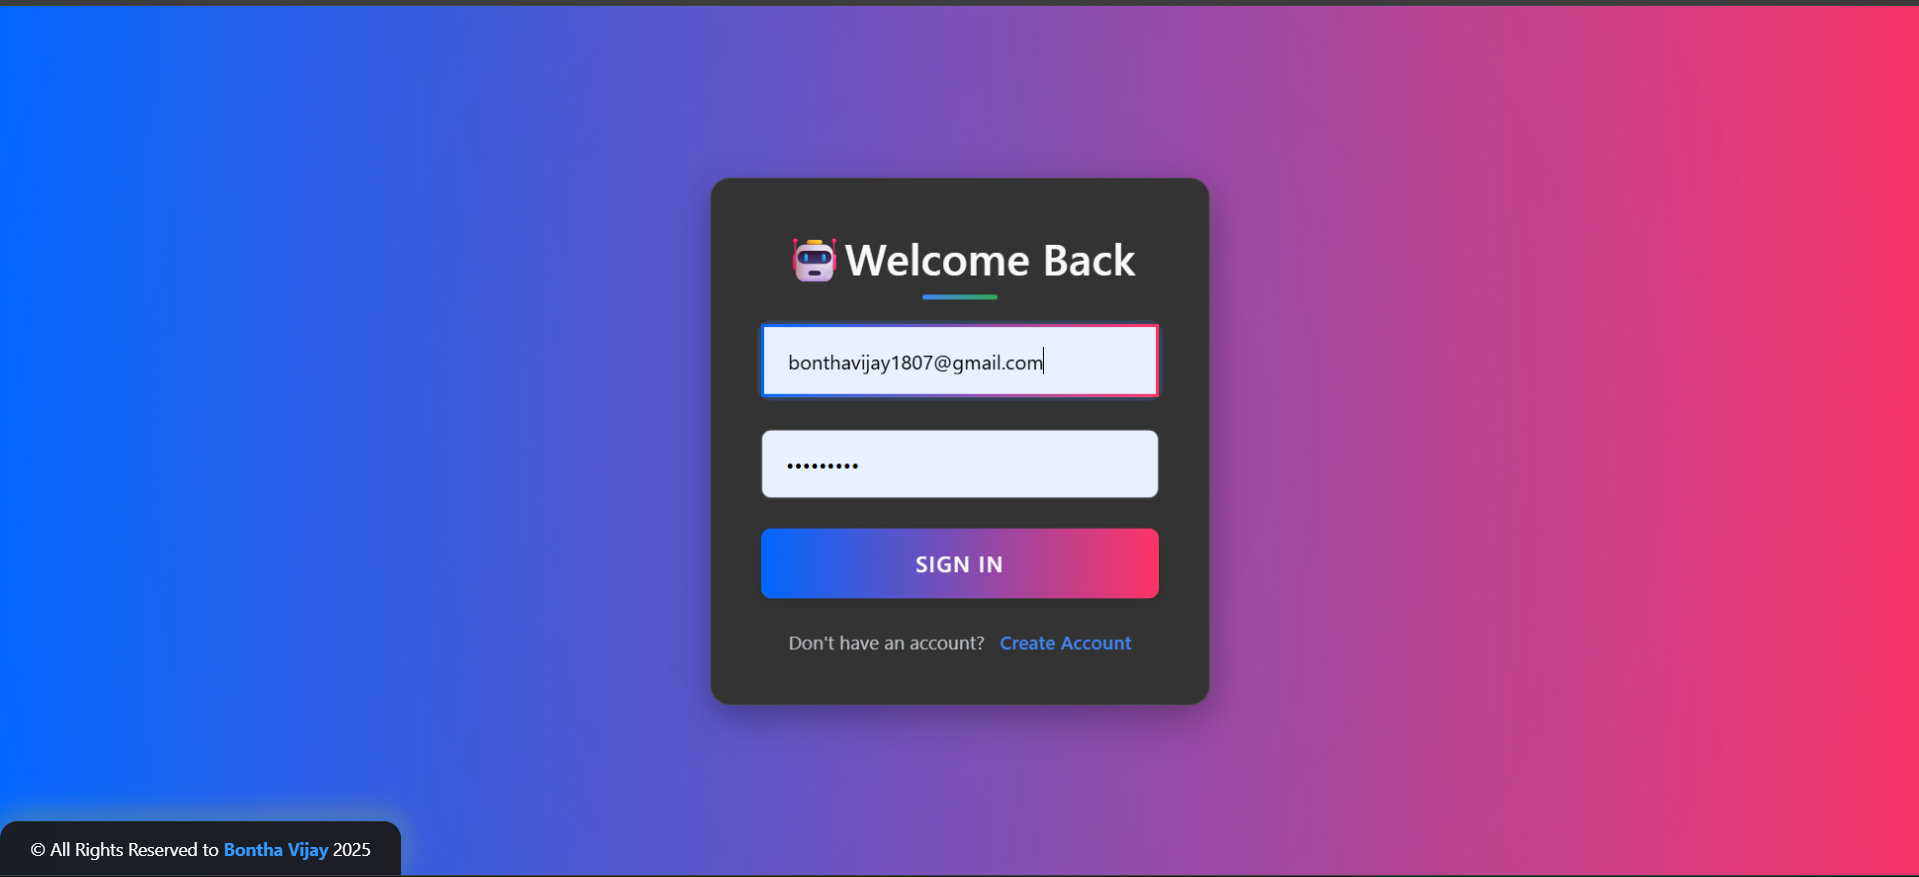 Welcome Back
bonthavijay1807@gmail.com
•••••••••
SIGN IN
Don't have an account? Create Account
© All Rights Reserved to Bontha Vijay 2025